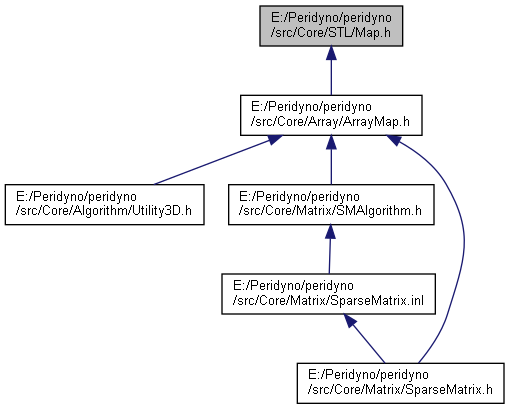 E:/Peridyno/peridyno
/src/Core/STL/Map.h
E:/Peridyno/peridyno
/src/Core/Array/ArrayMap.h
E:/Peridyno/peridyno
/src/Core/Algorithm/Utility3D.h
E:/Peridyno/peridyno
/src/Core/Matrix/SMAlgorithm.h
E:/Peridyno/peridyno
/src/Core/Matrix/SparseMatrix.inl
E:/Peridyno/peridyno
/src/Core/Matrix/SparseMatrix.h